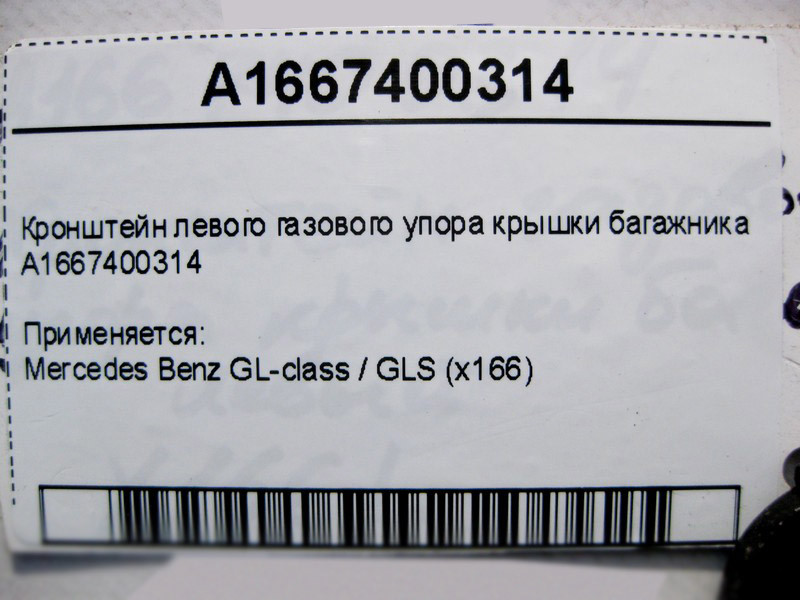 A1667400314
Кронштейн левого газового упора крышки багажника
A1667400314
Применяется:
Mercedes Benz GL-class / GLS (x166)